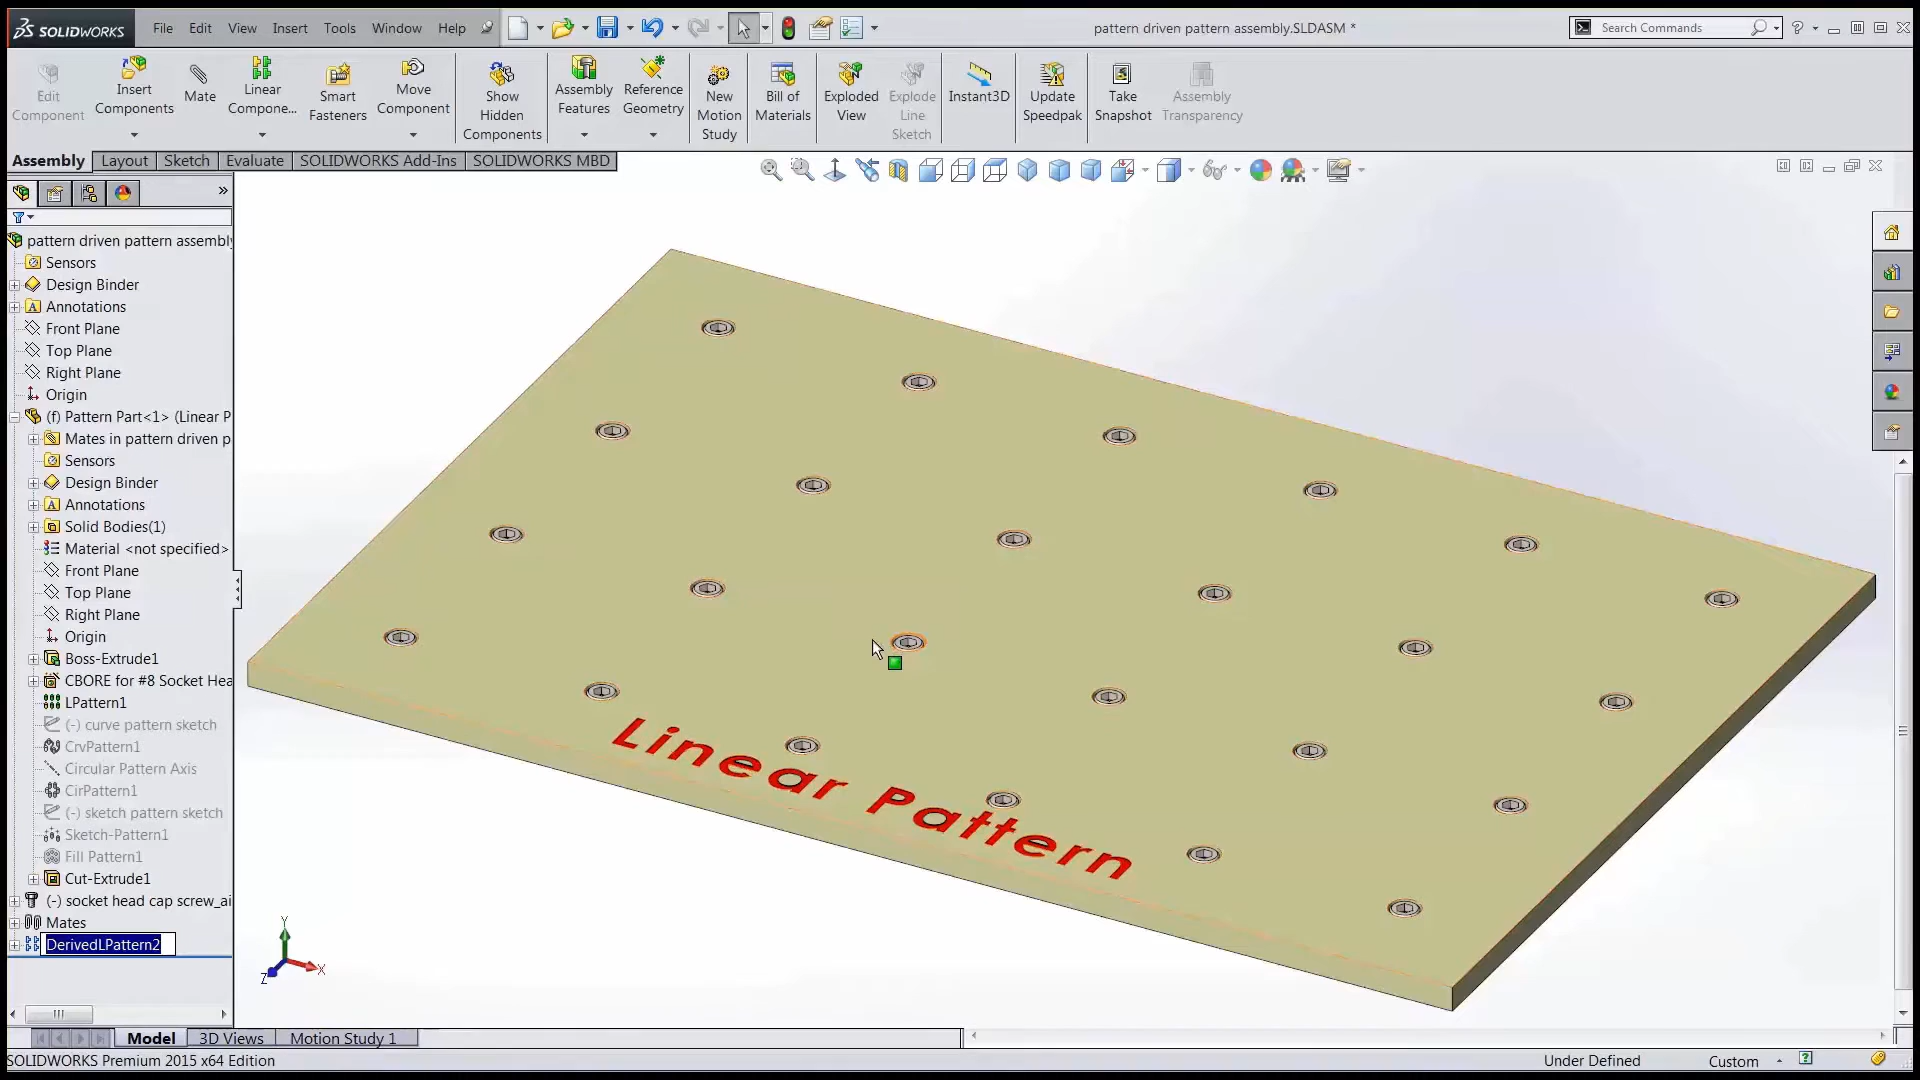 SOLIDWORKS
File Edit View Insert Tools Window Help
pattern driven pattern assembly.SLDASM *
Search Commands
Edit Component
Insert Components
Mate
Linear Compone...
Smart Fasteners
Move Component
Show Hidden Components
Assembly Features
Reference Geometry
New Motion Study
Bill of Materials
Exploded View
Explode Line Sketch
Instant3D
Update Speedpak
Take Snapshot
Assembly Transparency
Assembly Layout Sketch Evaluate SOLIDWORKS Add-Ins SOLIDWORKS MBD
pattern driven pattern assembly
Sensors
Design Binder
Annotations
Front Plane
Top Plane
Right Plane
Origin
(f) Pattern Part<1> (Linear P
Mates in pattern driven p
Sensors
Design Binder
Annotations
Solid Bodies(1)
Material <not specified>
Front Plane
Top Plane
Right Plane
Origin
Boss-Extrude1
CBORE for #8 Socket Hea
LPattern1
(-) curve pattern sketch
CrvPattern1
Circular Pattern Axis
CirPattern1
(-) sketch pattern sketch
Sketch-Pattern1
Fill Pattern1
Cut-Extrude1
(-) socket head cap screw_ai
Mates
DerivedLPattern2
Linear Pattern
Y
X
Z
Model 3D Views Motion Study 1
SOLIDWORKS Premium 2015 x64 Edition
Under Defined
Custom